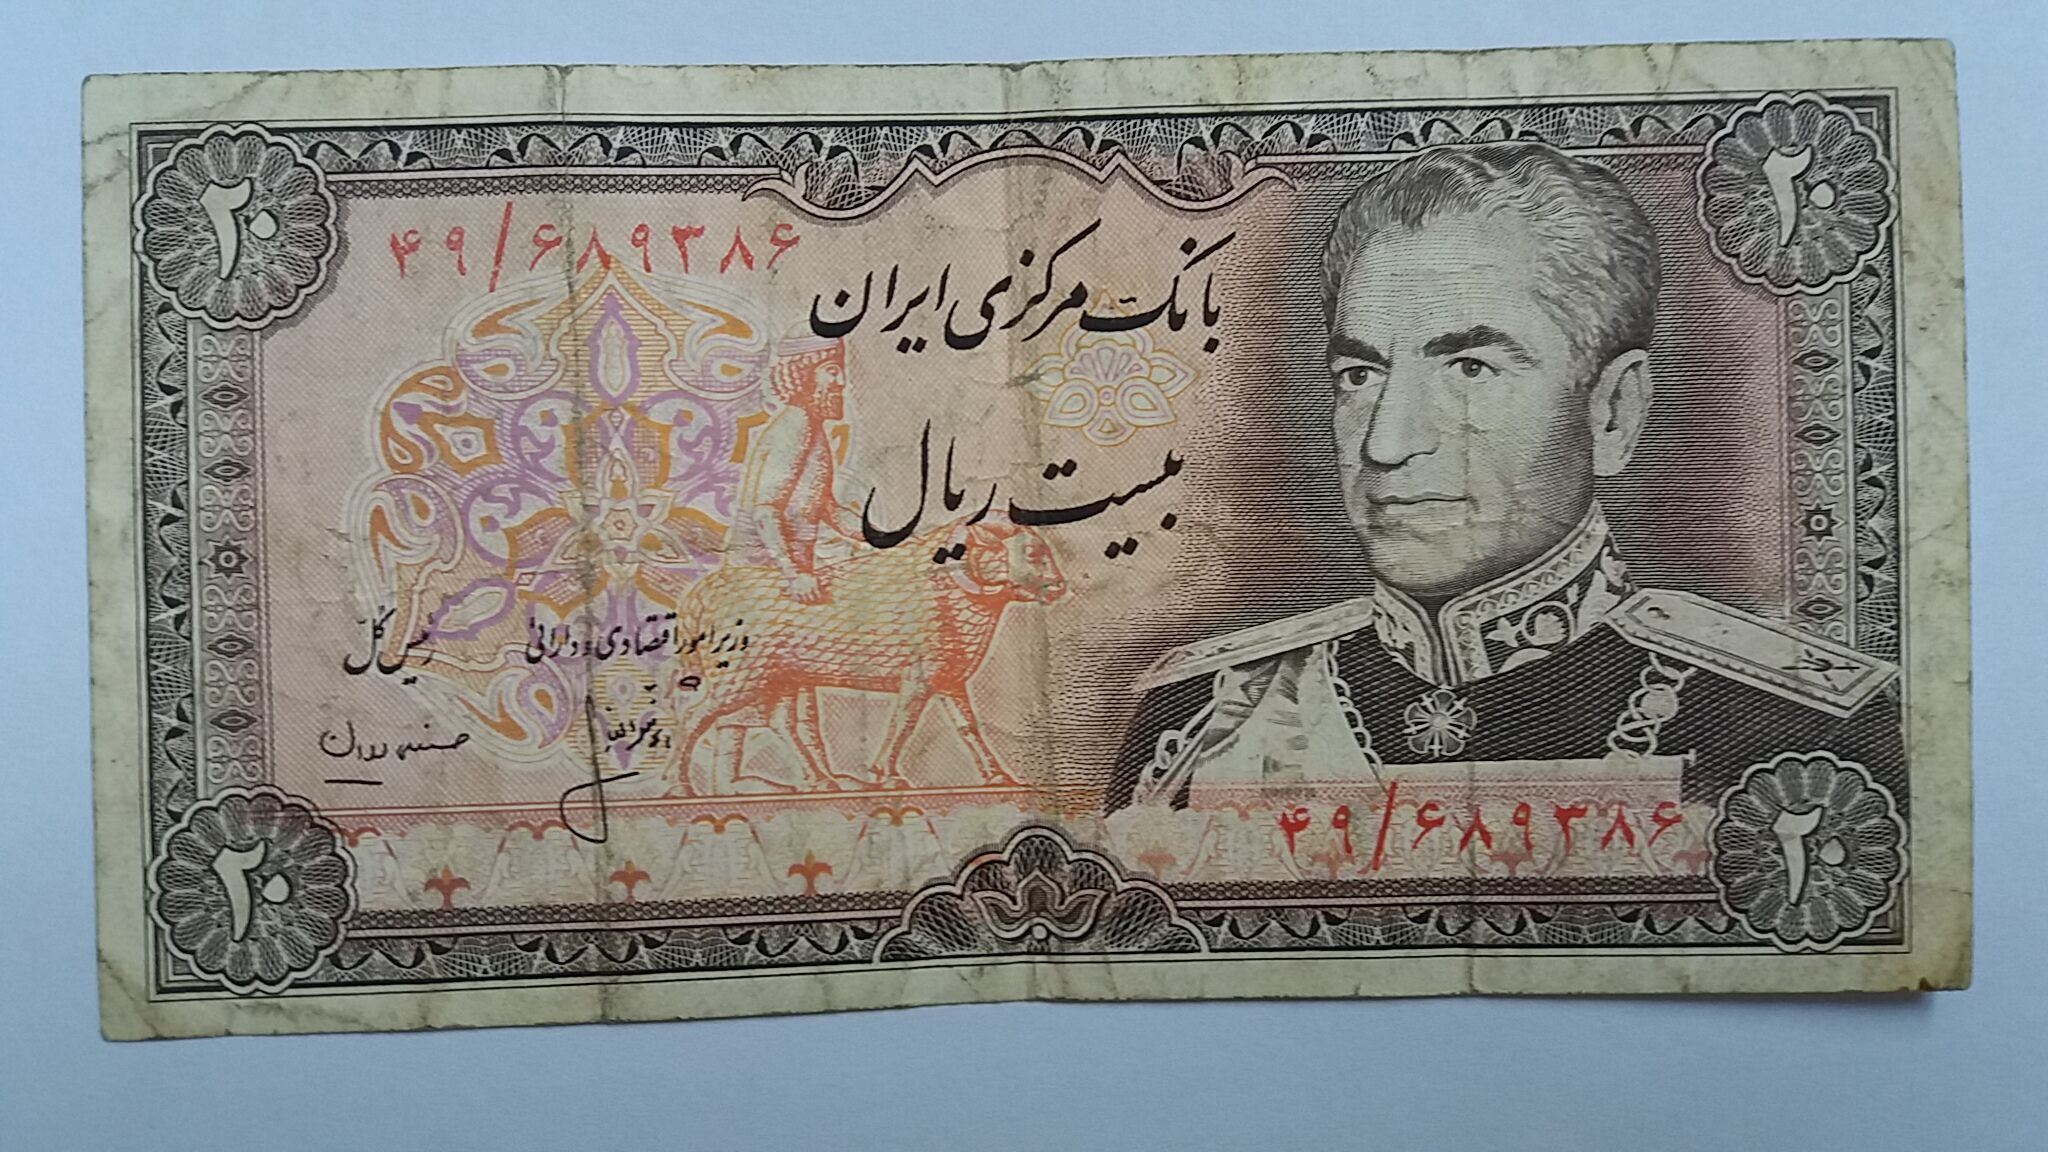 ۲۰
۲۰
۴۹/۶۸۹۳۸۶
بانک مرکزی ایران
بیست ریال
وزیر امور اقتصادی و دارائی
رئیس کل
۴۹/۶۸۹۳۸۶
۲۰
۲۰